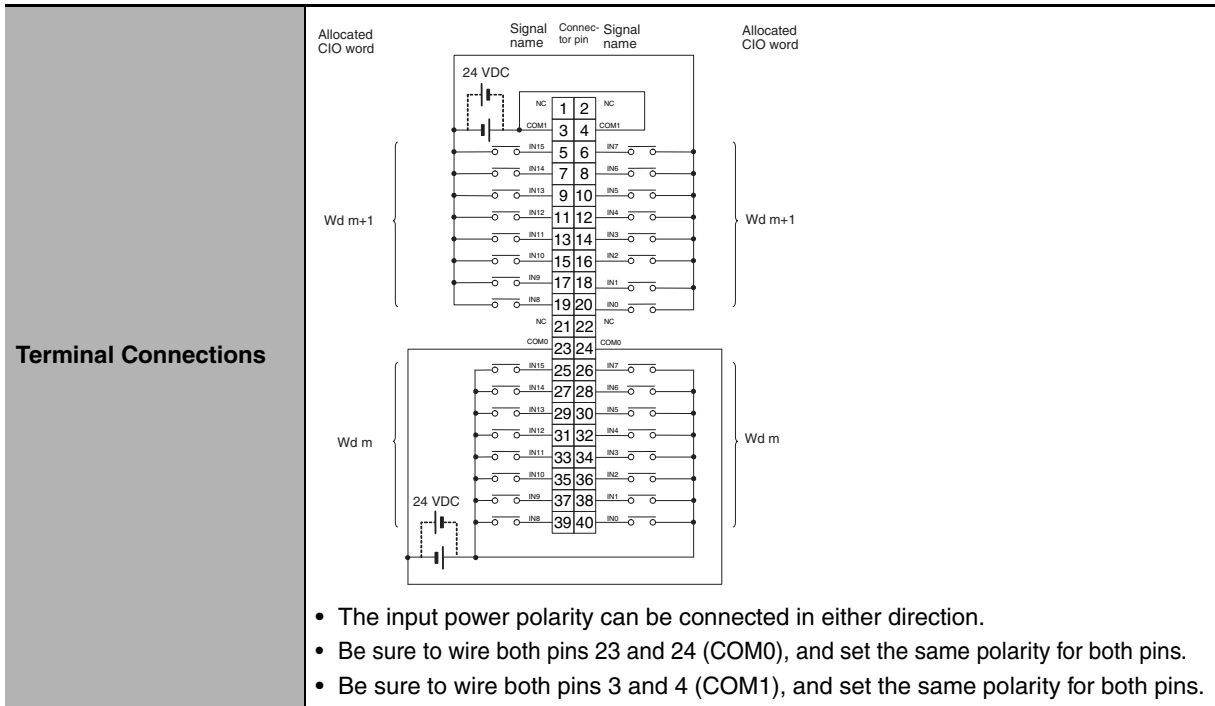 Terminal Connections
Allocated CIO word
Signal name
Connec-tor pin
Signal name
Allocated CIO word
24 VDC
NC 1 2 NC
COM1 3 4 COM1
IN15 5 6 IN7
IN14 7 8 IN6
IN13 9 10 IN5
Wd m+1 IN12 11 12 IN4 Wd m+1
IN11 13 14 IN3
IN10 15 16 IN2
IN9 17 18 IN1
IN8 19 20 IN0
NC 21 22 NC
COM0 23 24 COM0
IN15 25 26 IN7
IN14 27 28 IN6
IN13 29 30 IN5
Wd m IN12 31 32 IN4 Wd m
IN11 33 34 IN3
IN10 35 36 IN2
24 VDC IN9 37 38 IN1
IN8 39 40 IN0
• The input power polarity can be connected in either direction.
• Be sure to wire both pins 23 and 24 (COM0), and set the same polarity for both pins.
• Be sure to wire both pins 3 and 4 (COM1), and set the same polarity for both pins.